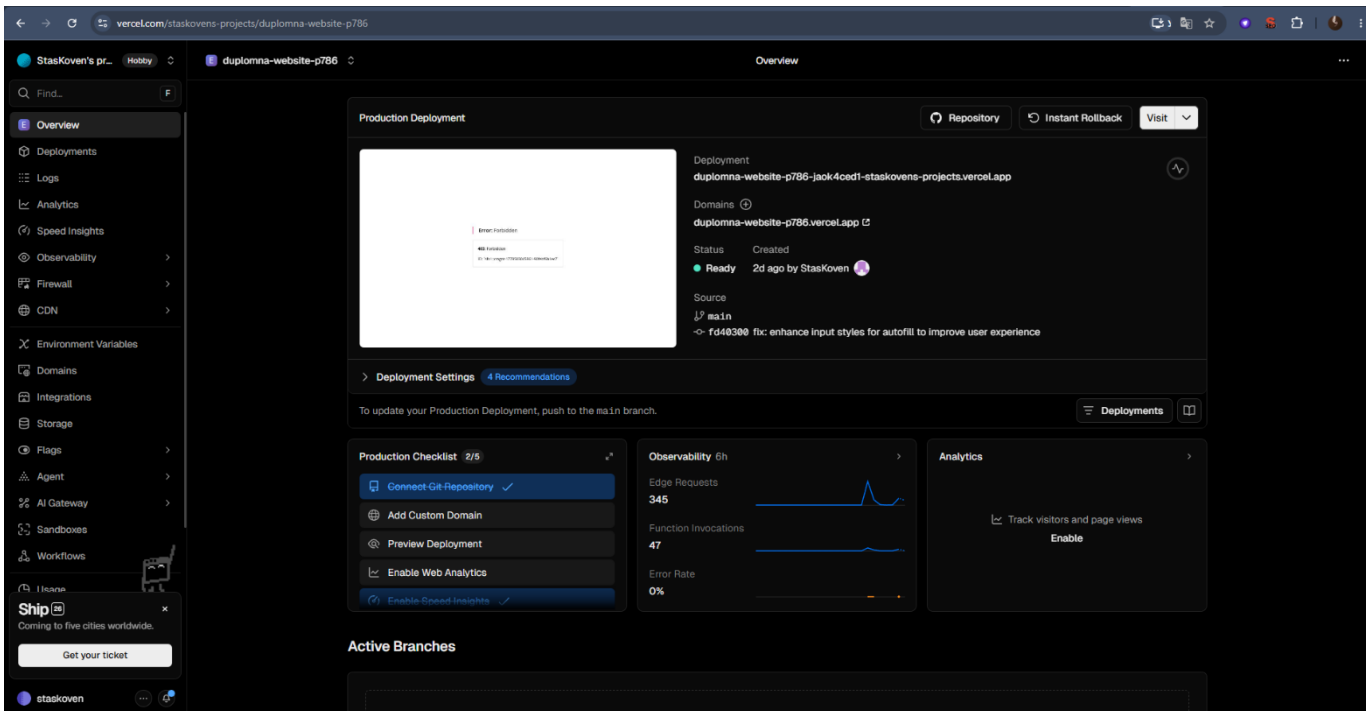 vercel.com/staskovens-projects/duplomna-website-p786
StasKoven's pr... Hobby
duplomna-website-p786
Overview
Find... F
Overview
Deployments
Logs
Analytics
Speed Insights
Observability
Firewall
CDN
Environment Variables
Domains
Integrations
Storage
Flags
Agent
AI Gateway
Sandboxes
Workflows
Usage
Ship 26
Coming to five cities worldwide.
Get your ticket
staskoven
Production Deployment
Repository
Instant Rollback
Visit
Error: Forbidden
403: Forbidden
Deployment
duplomna-website-p786-jaok4ced1-staskovens-projects.vercel.app
Domains
duplomna-website-p786.vercel.app
Status Created
Ready 2d ago by StasKoven
Source
main
fd40300 fix: enhance input styles for autofill to improve user experience
Deployment Settings 4 Recommendations
To update your Production Deployment, push to the main branch.
Deployments
Production Checklist 2/5
Connect Git Repository
Add Custom Domain
Preview Deployment
Enable Web Analytics
Enable Speed Insights
Observability 6h
Edge Requests
345
Function Invocations
47
Error Rate
0%
Analytics
Track visitors and page views
Enable
Active Branches